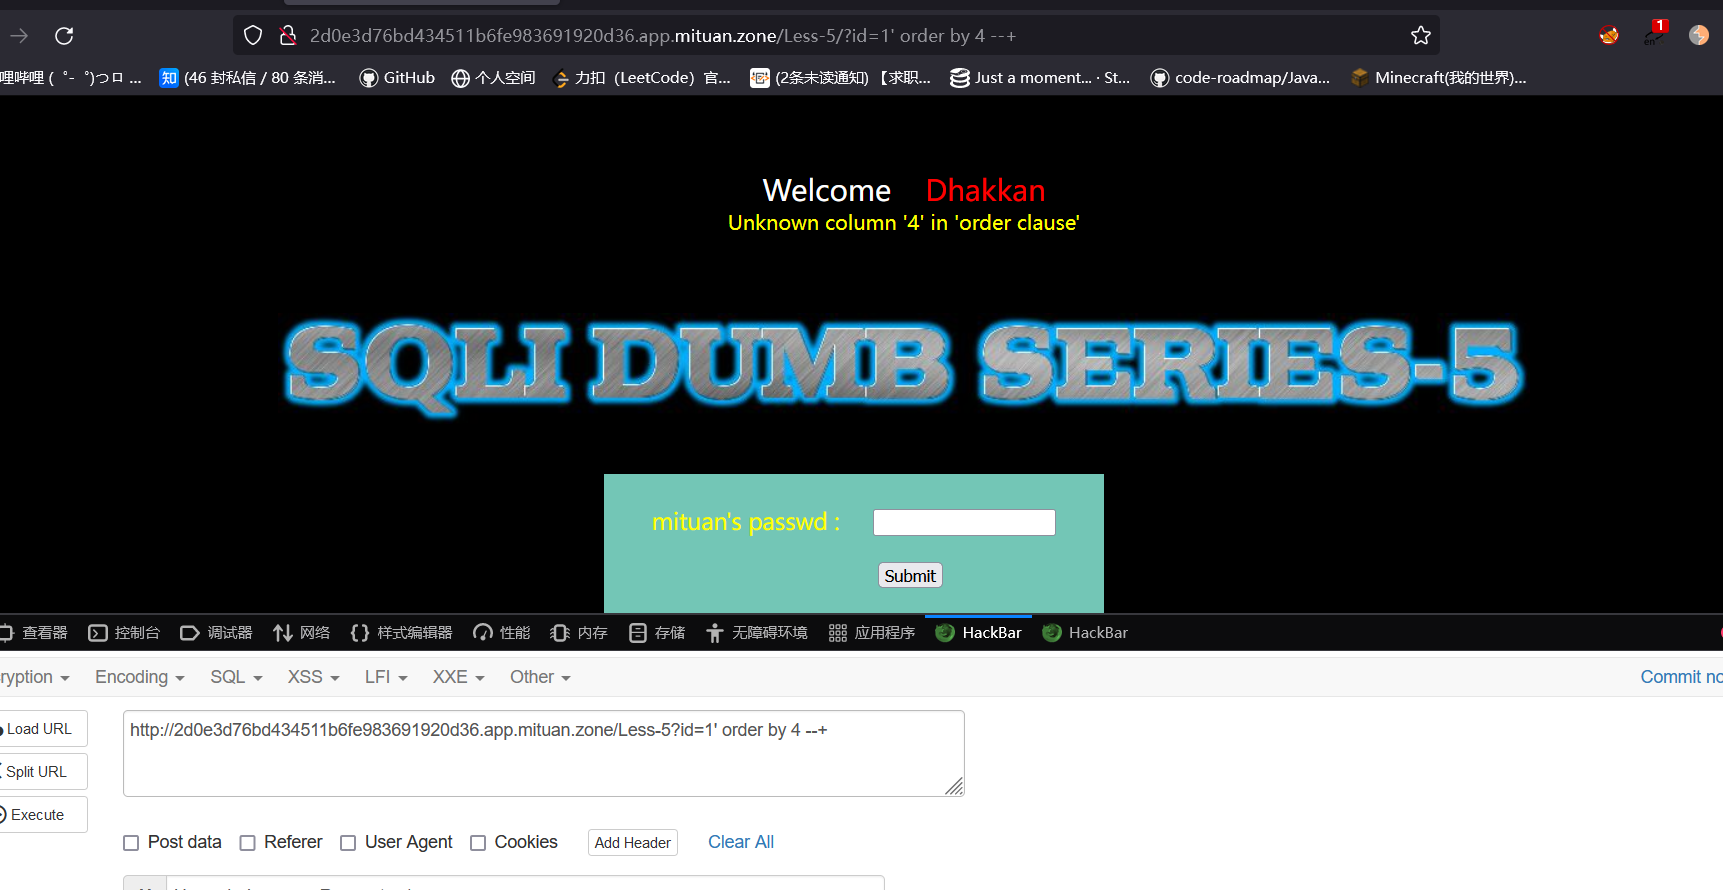 2d0e3d76bd434511b6fe983691920d36.app.mituan.zone/Less-5/?id=1' order by 4 --+
1
en
哩哔哩 (゜-゜)つロ ...
知 (46 封私信 / 80 条消...
GitHub
个人空间
力扣（LeetCode）官...
(2条未读通知) 【求职...
Just a moment... · St...
code-roadmap/Java...
Minecraft(我的世界)...
Welcome Dhakkan
Unknown column '4' in 'order clause'
SQLI DUMB SERIES-5
mituan's passwd :
Submit
查看器 控制台 调试器 网络 样式编辑器 性能 内存 存储 无障碍环境 应用程序 HackBar HackBar
ryption Encoding SQL XSS LFI XXE Other Commit no
Load URL
http://2d0e3d76bd434511b6fe983691920d36.app.mituan.zone/Less-5?id=1' order by 4 --+
Split URL
Execute
Post data Referer User Agent Cookies Add Header Clear All